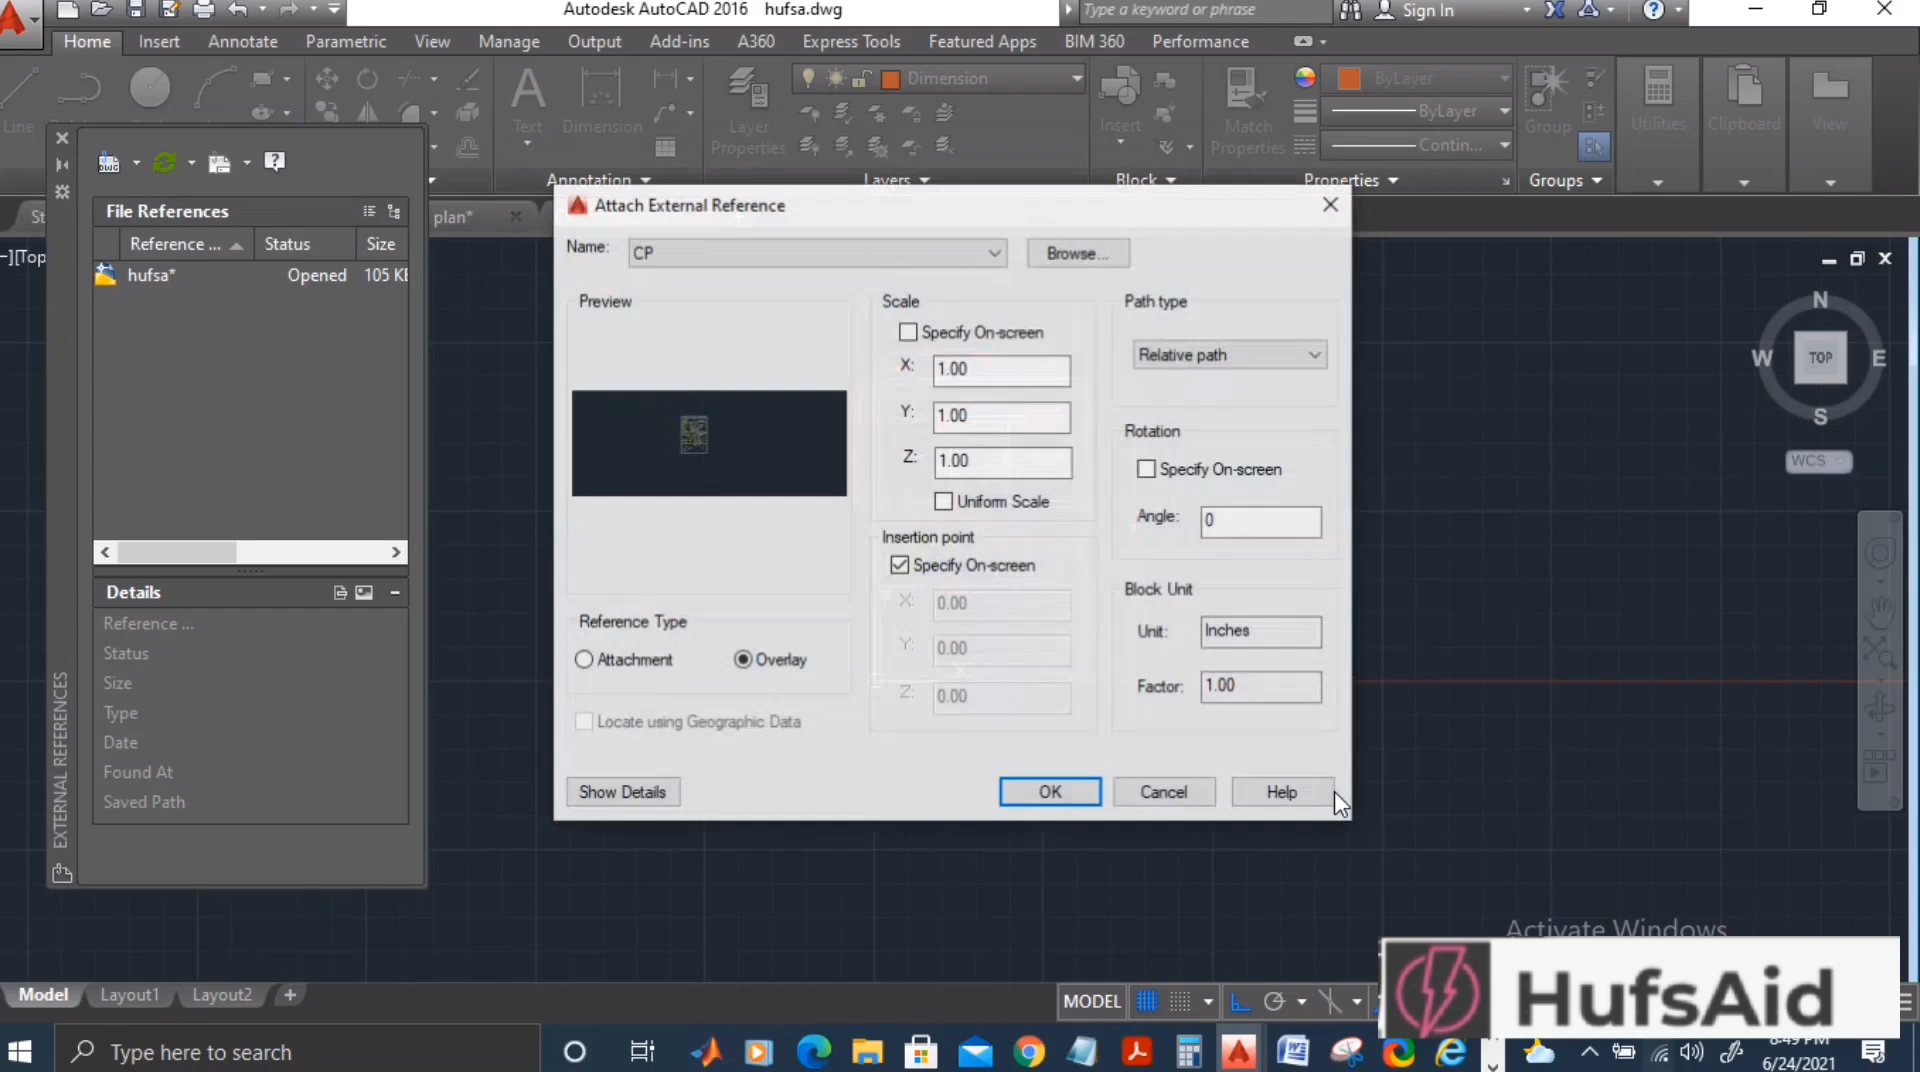 Autodesk AutoCAD 2016 hufsa.dwg
Type a keyword or phrase
Sign In
Home Insert Annotate Parametric View Manage Output Add-ins A360 Express Tools Featured Apps BIM 360 Performance
Dimension
ByLayer
ByLayer
Contin...
Line
Text
Dimension
Layer
Properties
Insert
Match
Properties
Group
Utilities
Clipboard
View
Annotation
Layers
Block
Properties
Groups
plan*
–][Top
File References
Reference ... Status Size
hufsa* Opened 105 KB
Details
Reference ...
Status
Size
Type
Date
Found At
Saved Path
EXTERNAL REFERENCES
Attach External Reference
Name: CP Browse...
Preview
Scale
Specify On-screen
X: 1.00
Y: 1.00
Z: 1.00
Uniform Scale
Path type
Relative path
Rotation
Specify On-screen
Angle: 0
Insertion point
Specify On-screen
X: 0.00
Y: 0.00
Z: 0.00
Block Unit
Unit: Inches
Factor: 1.00
Reference Type
Attachment Overlay
Locate using Geographic Data
Show Details OK Cancel Help
N
W TOP E
S
WCS
Activate Windows
HufsAid
Model Layout1 Layout2 +
MODEL
Type here to search
8:49 PM
6/24/2021